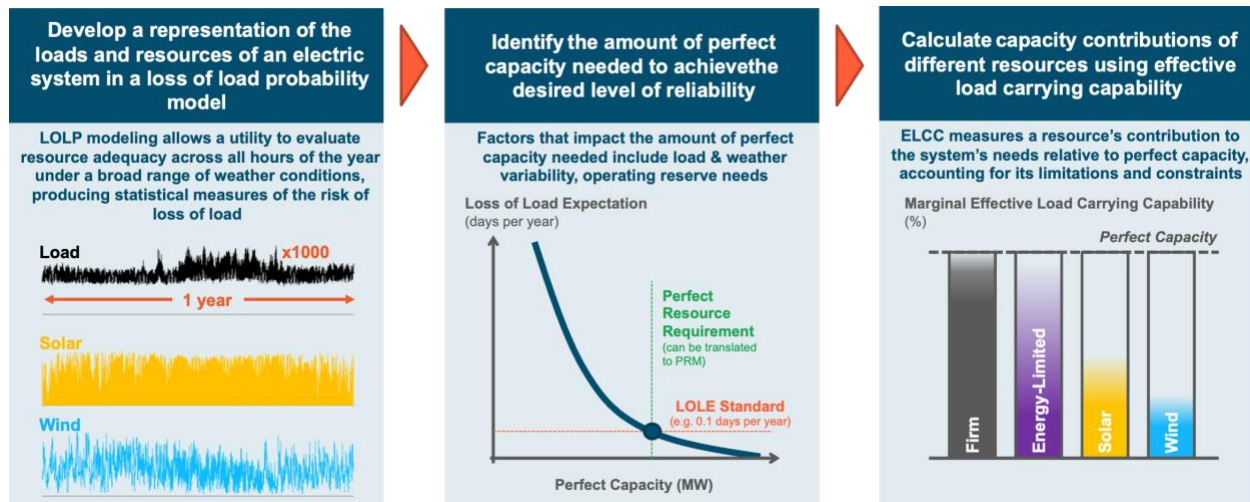 Develop a representation of the
loads and resources of an electric
system in a loss of load probability
model
LOLP modeling allows a utility to evaluate
resource adequacy across all hours of the year
under a broad range of weather conditions,
producing statistical measures of the risk of
loss of load
Load
x1000
1 year
Solar
Wind
Identify the amount of perfect
capacity needed to achievethe
desired level of reliability
Factors that impact the amount of perfect
capacity needed include load & weather
variability, operating reserve needs
Loss of Load Expectation
(days per year)
Perfect
Resource
Requirement
(can be translated
to PRM)
LOLE Standard
(e.g. 0.1 days per year)
Perfect Capacity (MW)
Calculate capacity contributions of
different resources using effective
load carrying capability
ELCC measures a resource's contribution to
the system's needs relative to perfect capacity,
accounting for its limitations and constraints
Marginal Effective Load Carrying Capability
(%)
Perfect Capacity
Firm
Energy-Limited
Solar
Wind